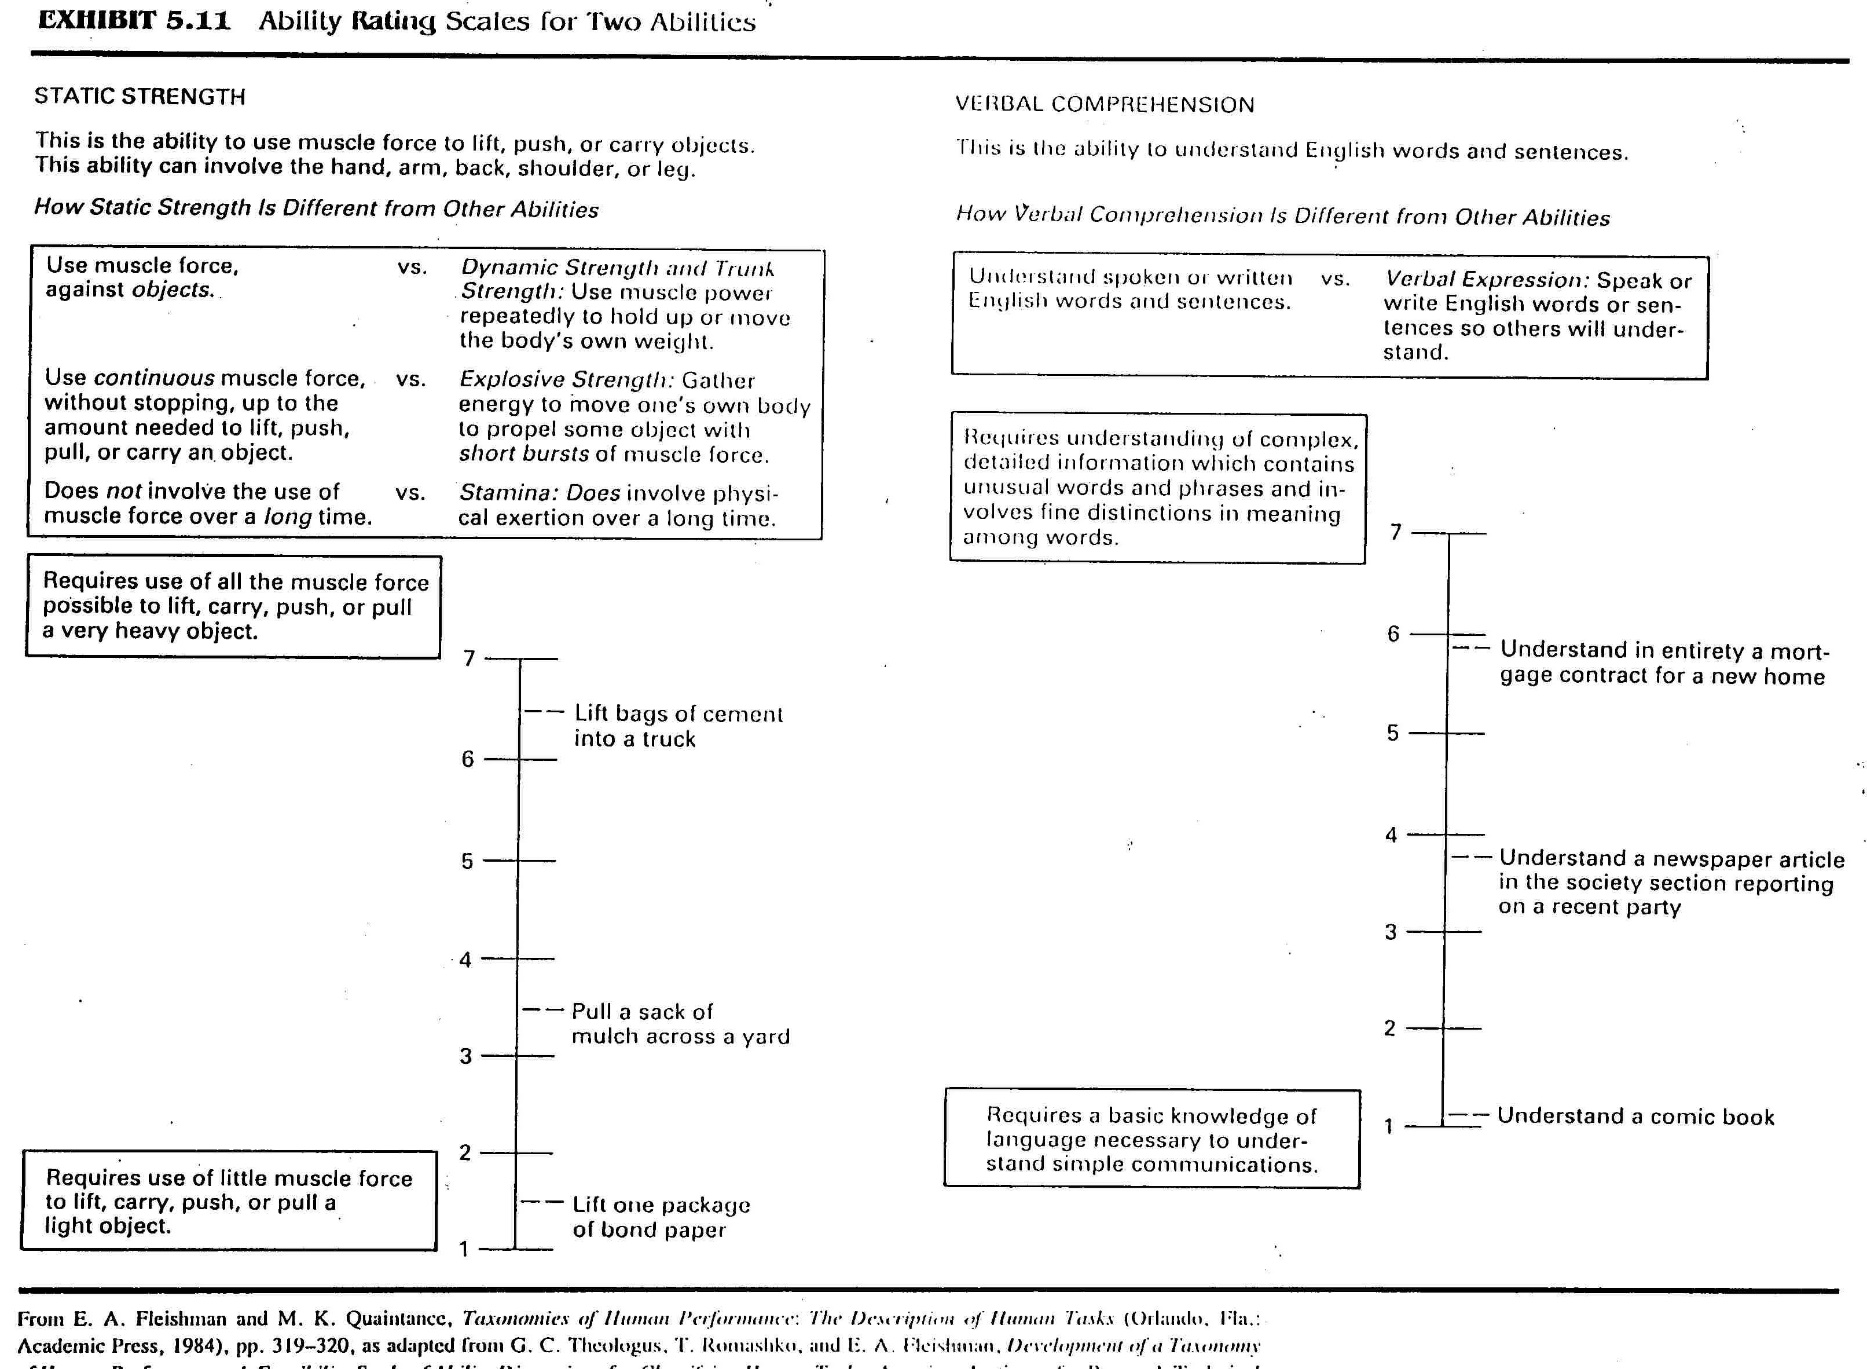 EXHIBIT 5.11 Ability Rating Scales for Two Abilities
STATIC STRENGTH
This is the ability to use muscle force to lift, push, or carry objects.
This ability can involve the hand, arm, back, shoulder, or leg.
How Static Strength Is Different from Other Abilities
Use muscle force, vs. Dynamic Strength and Trunk
against objects. Strength: Use muscle power
repeatedly to hold up or move
the body's own weight.
Use continuous muscle force, vs. Explosive Strength: Gather
without stopping, up to the energy to move one's own body
amount needed to lift, push, to propel some object with
pull, or carry an object. short bursts of muscle force.
Does not involve the use of vs. Stamina: Does involve physi-
muscle force over a long time. cal exertion over a long time.
Requires use of all the muscle force
possible to lift, carry, push, or pull
a very heavy object.
7
Lift bags of cement
into a truck
6
5
4
Pull a sack of
mulch across a yard
3
2
Requires use of little muscle force
to lift, carry, push, or pull a
light object.
Lift one package
of bond paper
1
VERBAL COMPREHENSION
This is the ability to understand English words and sentences.
How Verbal Comprehension Is Different from Other Abilities
Understand spoken or written vs. Verbal Expression: Speak or
English words and sentences. write English words or sen-
tences so others will under-
stand.
Requires understanding of complex,
detailed information which contains
unusual words and phrases and in-
volves fine distinctions in meaning
among words.
7
6
Understand in entirety a mort-
gage contract for a new home
5
4
Understand a newspaper article
in the society section reporting
on a recent party
3
2
Requires a basic knowledge of
language necessary to under-
stand simple communications.
Understand a comic book
1
From E. A. Fleishman and M. K. Quaintance, Taxonomies of Human Performance: The Description of Human Tasks (Orlando, Fla.:
Academic Press, 1984), pp. 319–320, as adapted from G. C. Theologus, T. Romashko, and E. A. Fleishman, Development of a Taxonomy